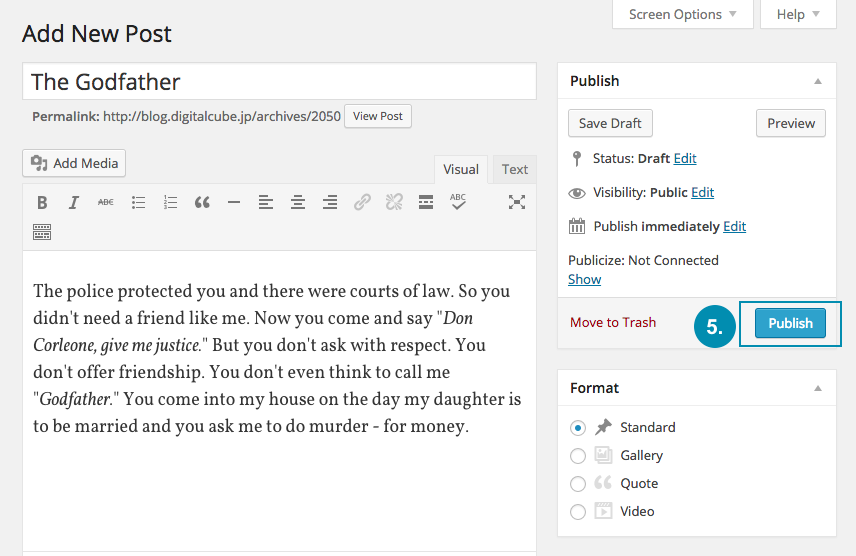 Screen Options
Help
Add New Post
The Godfather
Permalink: http://blog.digitalcube.jp/archives/2050 View Post
Add Media
Visual
Text
B I ABC ABC
The police protected you and there were courts of law. So you
didn't need a friend like me. Now you come and say "Don
Corleone, give me justice." But you don't ask with respect. You
don't offer friendship. You don't even think to call me
"Godfather." You come into my house on the day my daughter is
to be married and you ask me to do murder - for money.
Publish
Save Draft
Preview
Status: Draft Edit
Visibility: Public Edit
Publish immediately Edit
Publicize: Not Connected
Show
Move to Trash
5.
Publish
Format
Standard
Gallery
Quote
Video